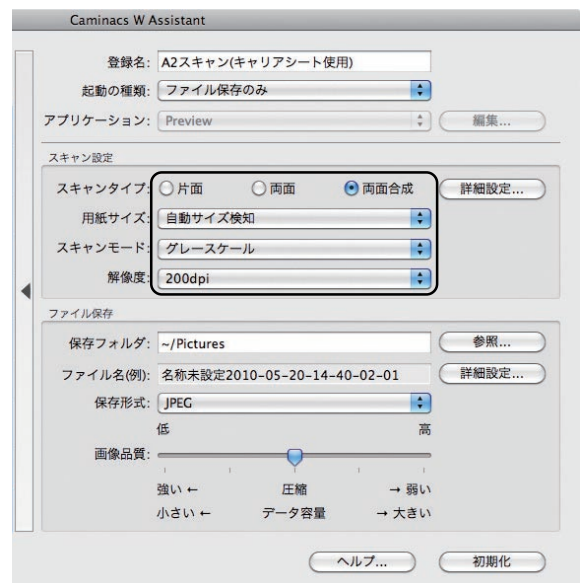 Caminacs W Assistant
登録名: A2スキャン(キャリアシート使用)
起動の種類: ファイル保存のみ
アプリケーション: Preview 編集...
スキャン設定
スキャンタイプ: 片面 両面 両面合成 詳細設定...
用紙サイズ: 自動サイズ検知
スキャンモード: グレースケール
解像度: 200dpi
ファイル保存
保存フォルダ: ~/Pictures 参照...
ファイル名(例): 名称未設定2010-05-20-14-40-02-01 詳細設定...
保存形式: JPEG
低 高
画像品質:
強い ← 圧縮 → 弱い
小さい ← データ容量 → 大きい
ヘルプ... 初期化